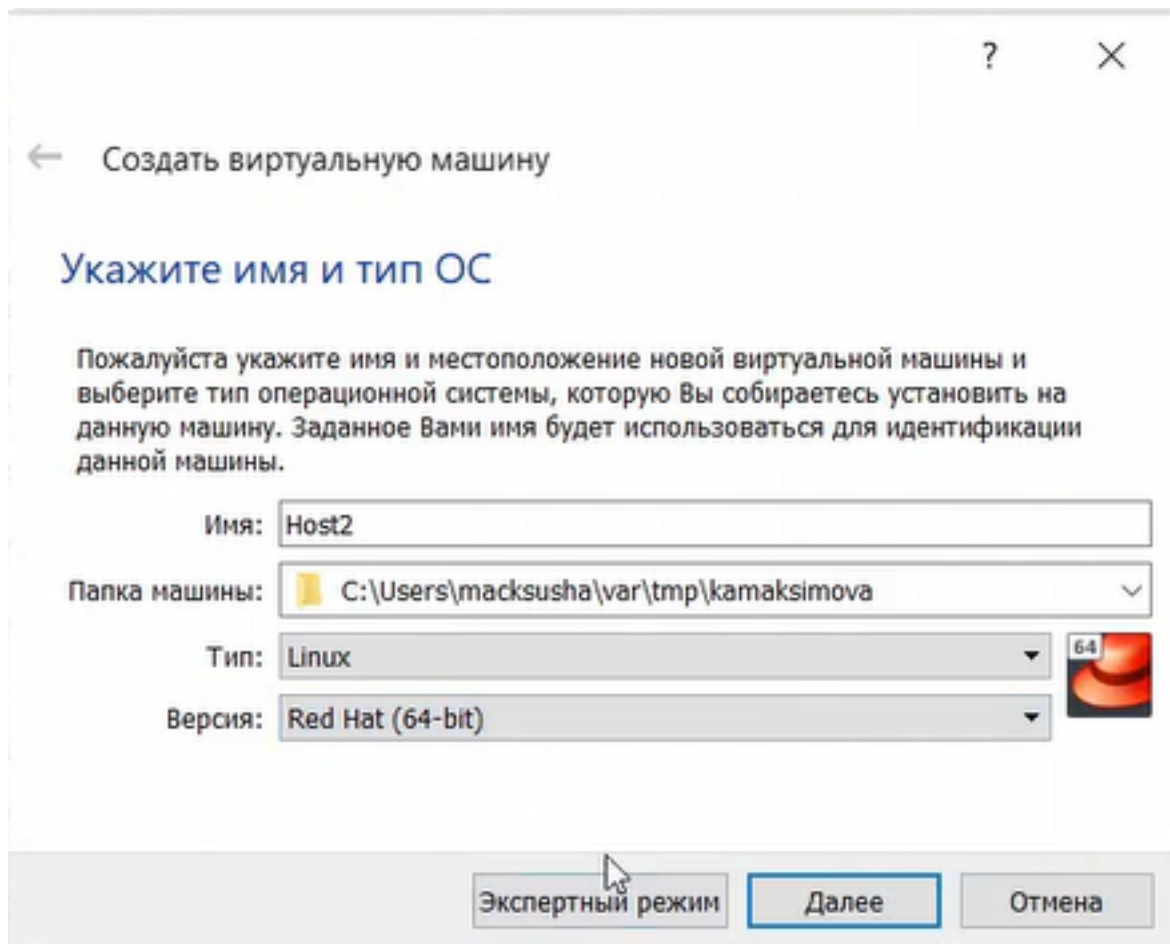 ?
Создать виртуальную машину
Укажите имя и тип ОС
Пожалуйста укажите имя и местоположение новой виртуальной машины и
выберите тип операционной системы, которую Вы собираетесь установить на
данную машину. Заданное Вами имя будет использоваться для идентификации
данной машины.
Имя: Host2
Папка машины: C:\Users\macksusha\var\tmp\kamaksimova
Тип: Linux
64
Версия: Red Hat (64-bit)
Экспертный режим Далее Отмена